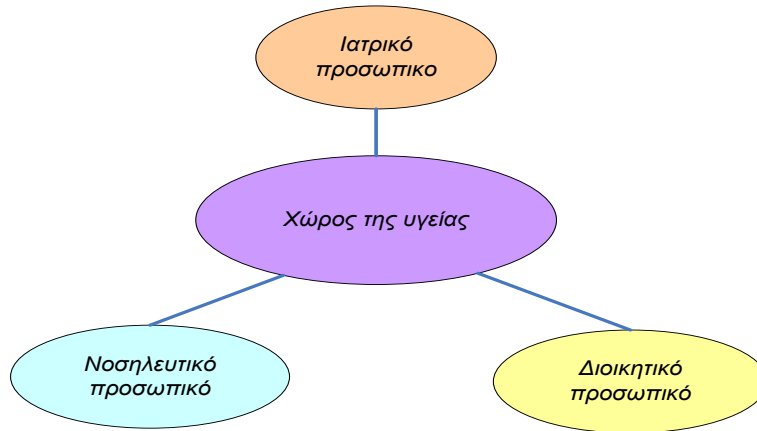 Ιατρικό
προσωπικο
Χώρος της υγείας
Νοσηλευτικό
προσωπικό
Διοικητικό
προσωπικό